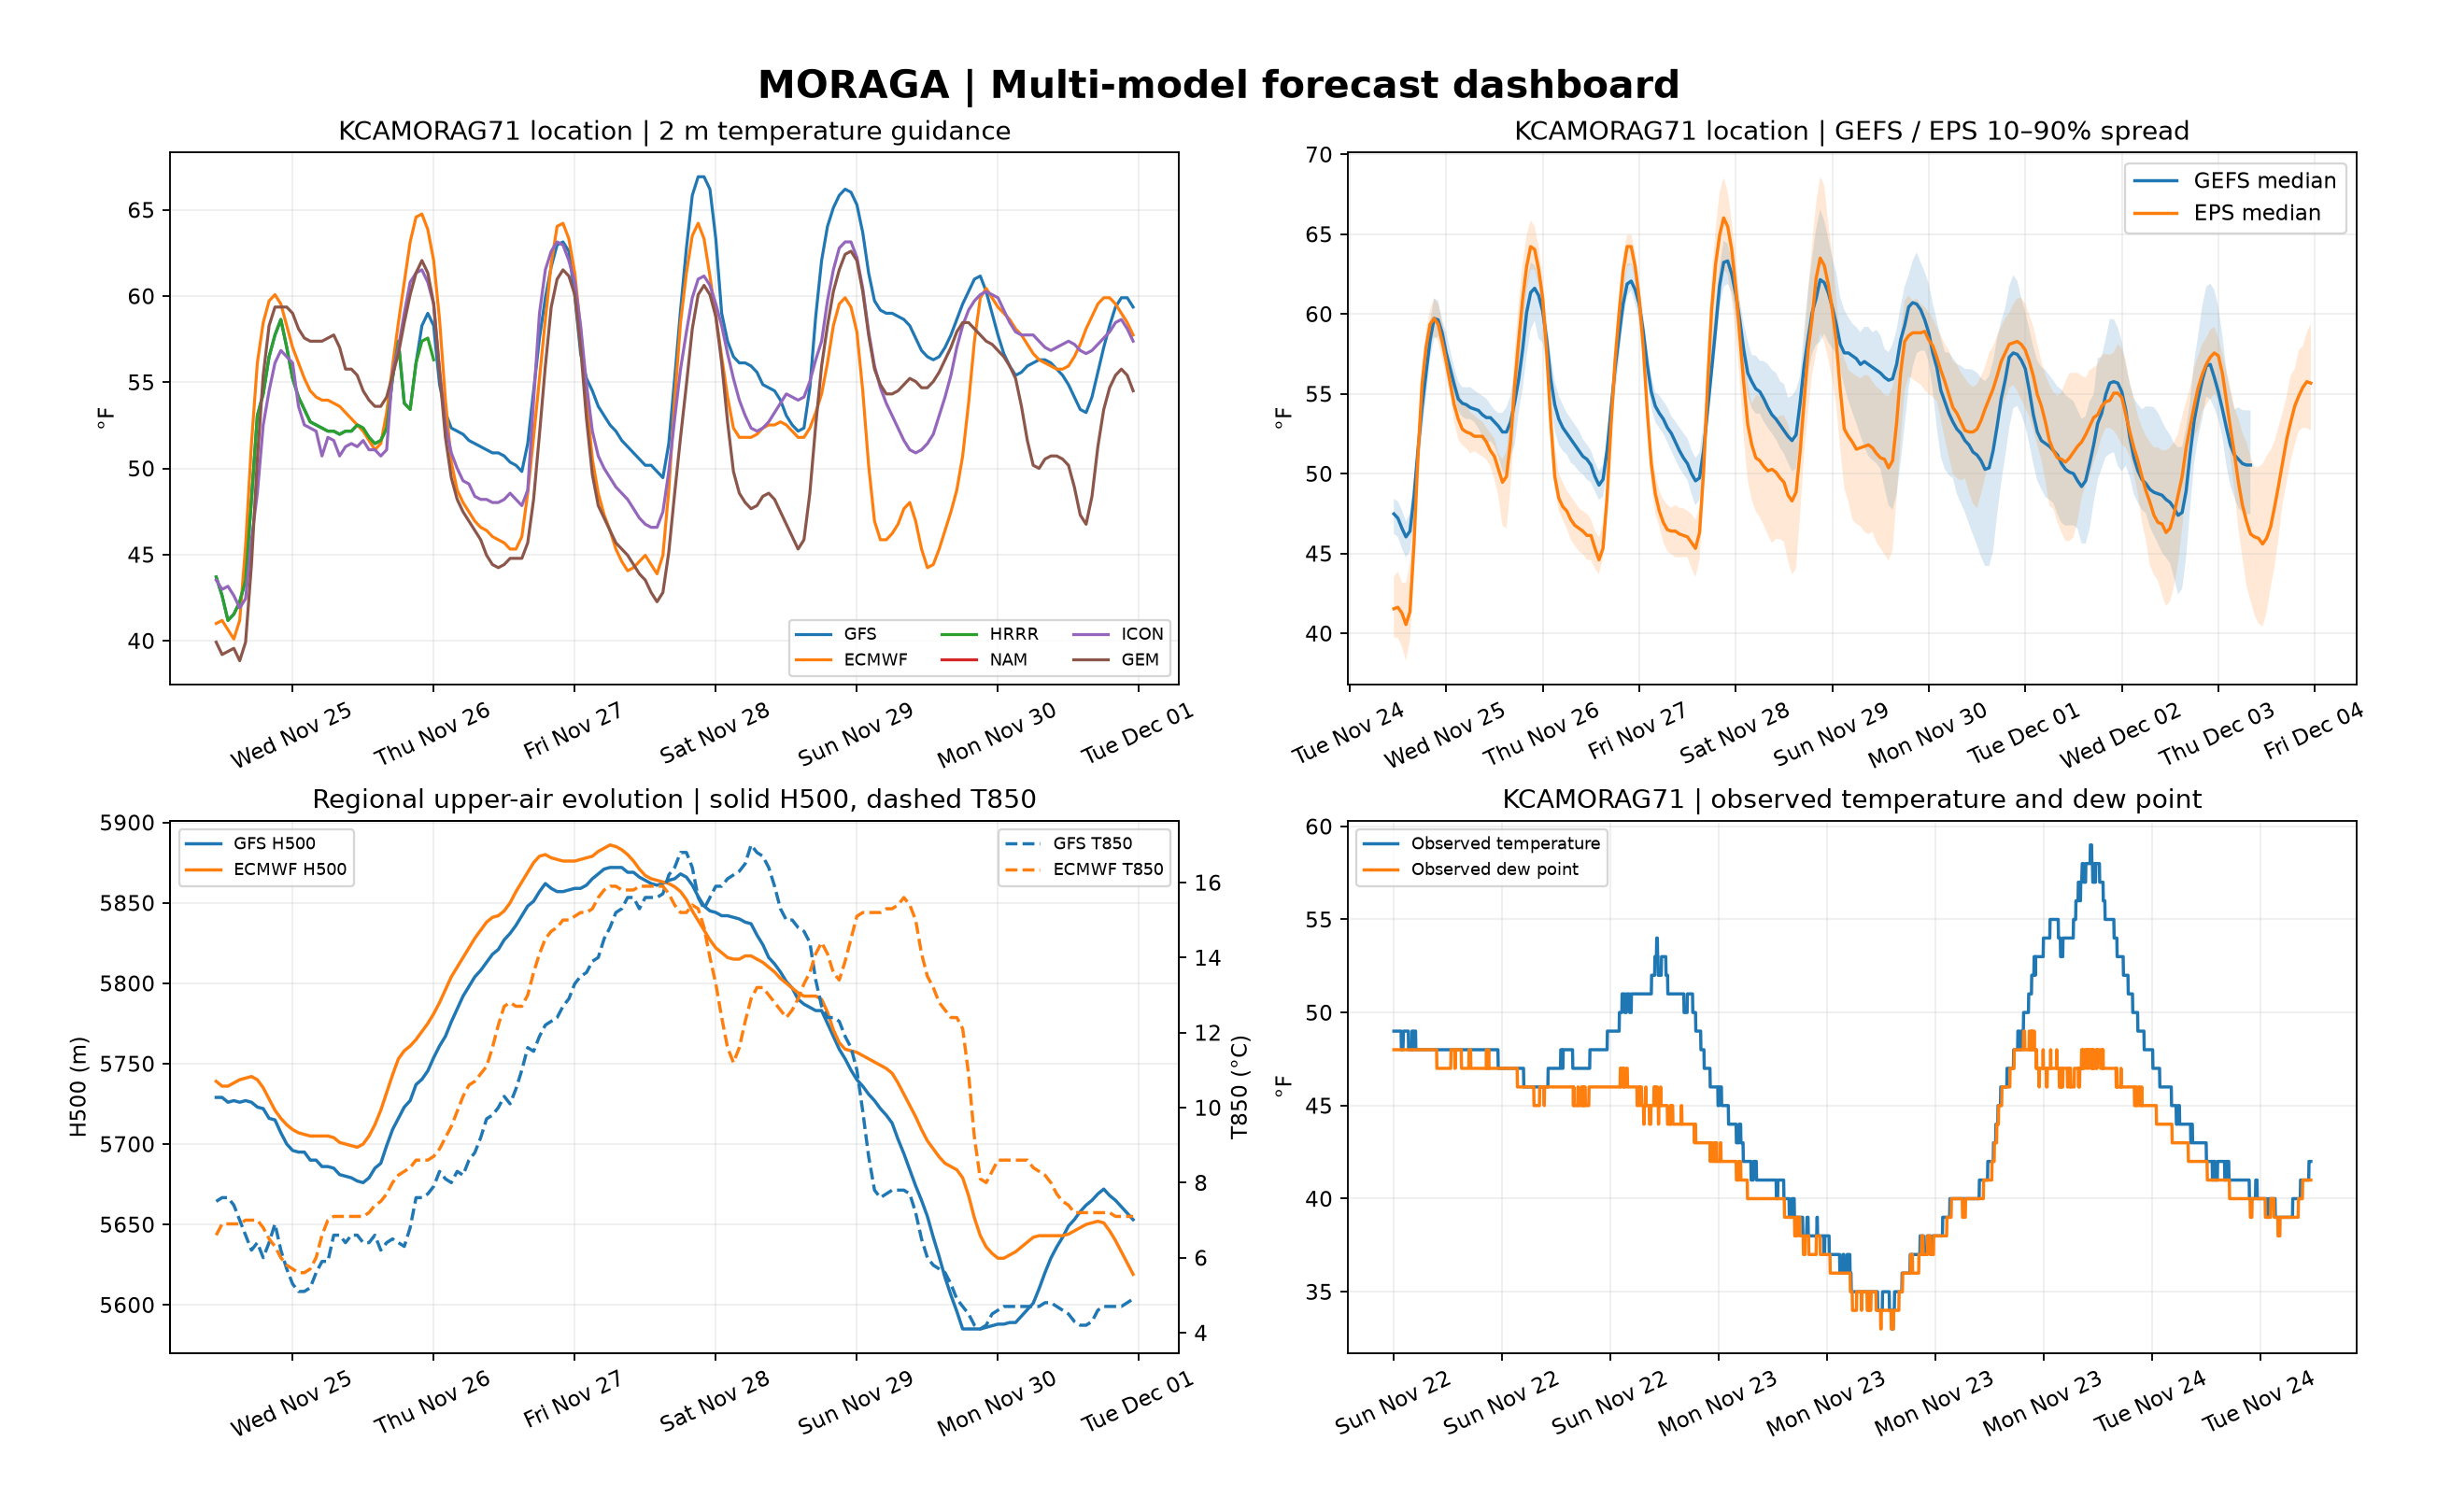 MORAGA | Multi-model forecast dashboard
KCAMORAG71 location | 2 m temperature guidance
°F
65
60
55
50
45
40
GFS
ECMWF
HRRR
NAM
ICON
GEM
Wed Nov 25
Thu Nov 26
Fri Nov 27
Sat Nov 28
Sun Nov 29
Mon Nov 30
Tue Dec 01
KCAMORAG71 location | GEFS / EPS 10–90% spread
°F
70
65
60
55
50
45
40
GEFS median
EPS median
Tue Nov 24
Wed Nov 25
Thu Nov 26
Fri Nov 27
Sat Nov 28
Sun Nov 29
Mon Nov 30
Tue Dec 01
Wed Dec 02
Thu Dec 03
Fri Dec 04
Regional upper-air evolution | solid H500, dashed T850
H500 (m)
5900
5850
5800
5750
5700
5650
5600
GFS H500
ECMWF H500
GFS T850
ECMWF T850
16
14
12
10
8
6
4
T850 (°C)
Wed Nov 25
Thu Nov 26
Fri Nov 27
Sat Nov 28
Sun Nov 29
Mon Nov 30
Tue Dec 01
KCAMORAG71 | observed temperature and dew point
°F
60
55
50
45
40
35
Observed temperature
Observed dew point
Sun Nov 22
Sun Nov 22
Sun Nov 22
Mon Nov 23
Mon Nov 23
Mon Nov 23
Mon Nov 23
Tue Nov 24
Tue Nov 24